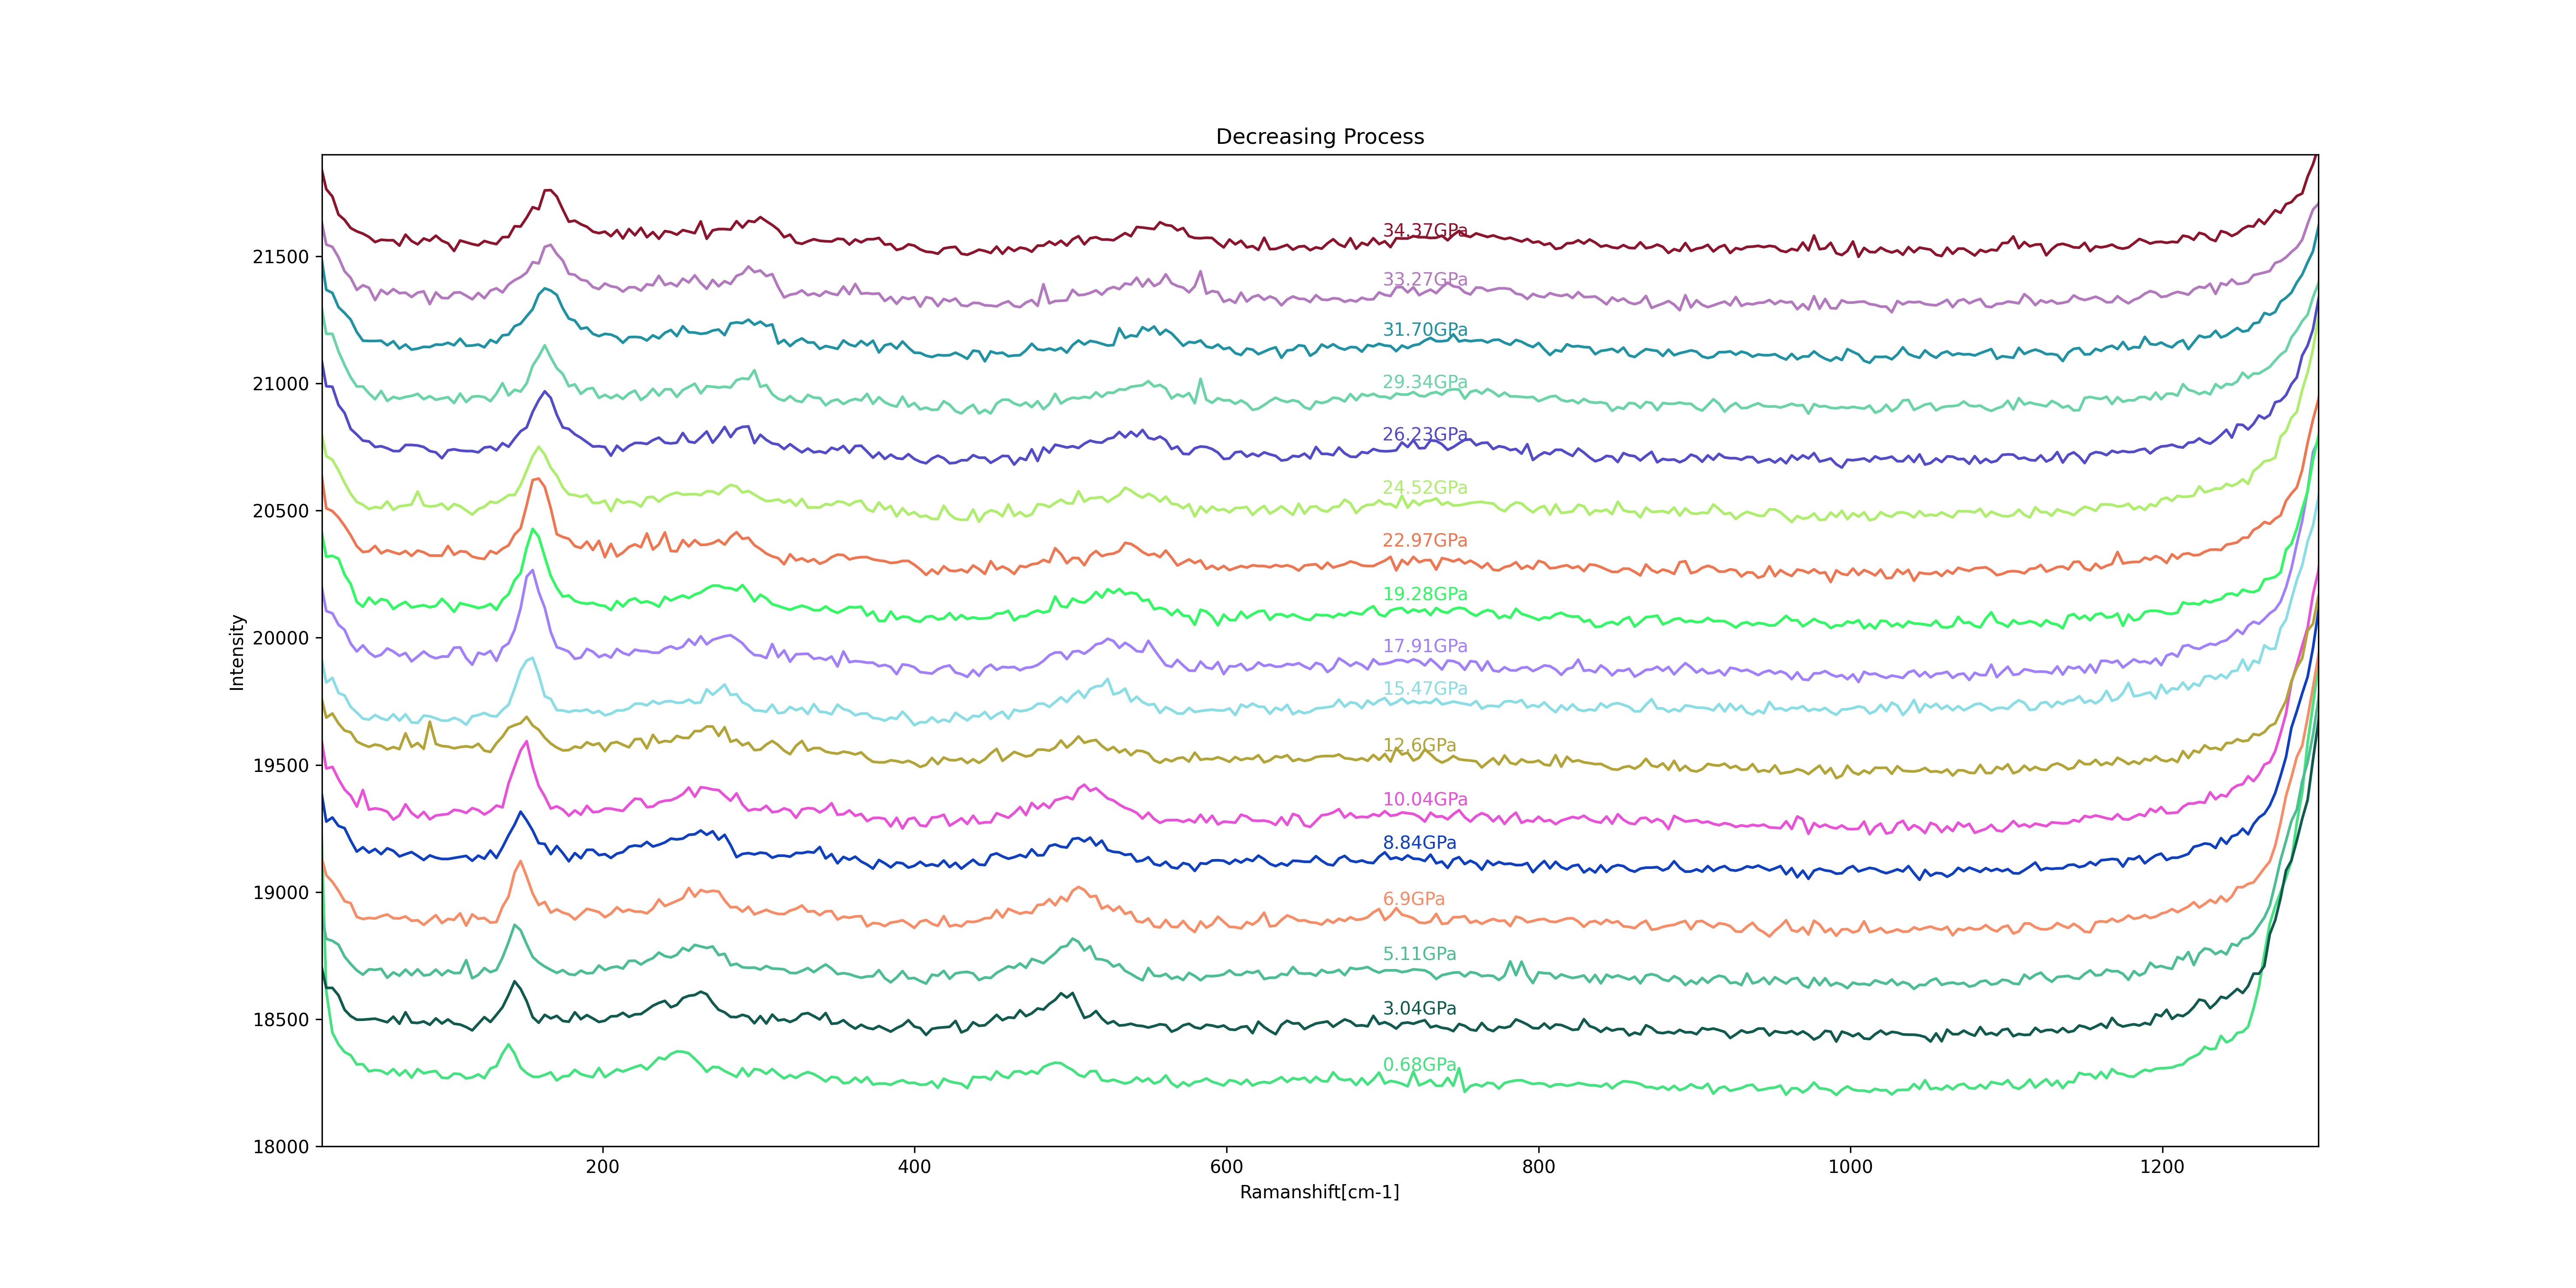 Decreasing Process
34.37GPa
21500
33.27GPa
31.70GPa
21000
29.34GPa
26.23GPa
24.52GPa
20500
22.97GPa
19.28GPa
Intensity
20000
17.91GPa
15.47GPa
12.6GPa
19500
10.04GPa
8.84GPa
19000
6.9GPa
5.11GPa
18500
3.04GPa
0.68GPa
18000
200 400 600 800 1000 1200
Ramanshift[cm-1]